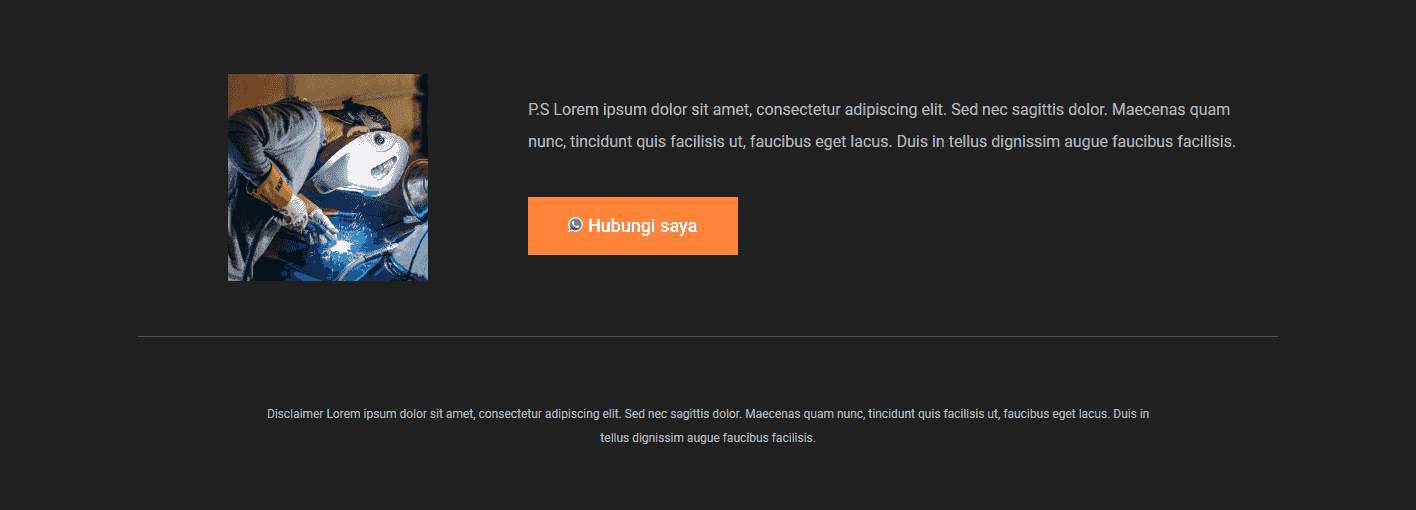 P.S Lorem ipsum dolor sit amet, consectetur adipiscing elit. Sed nec sagittis dolor. Maecenas quam
nunc, tincidunt quis facilisis ut, faucibus eget lacus. Duis in tellus dignissim augue faucibus facilisis.
Hubungi saya
Disclaimer Lorem ipsum dolor sit amet, consectetur adipiscing elit. Sed nec sagittis dolor. Maecenas quam nunc, tincidunt quis facilisis ut, faucibus eget lacus. Duis in
tellus dignissim augue faucibus facilisis.